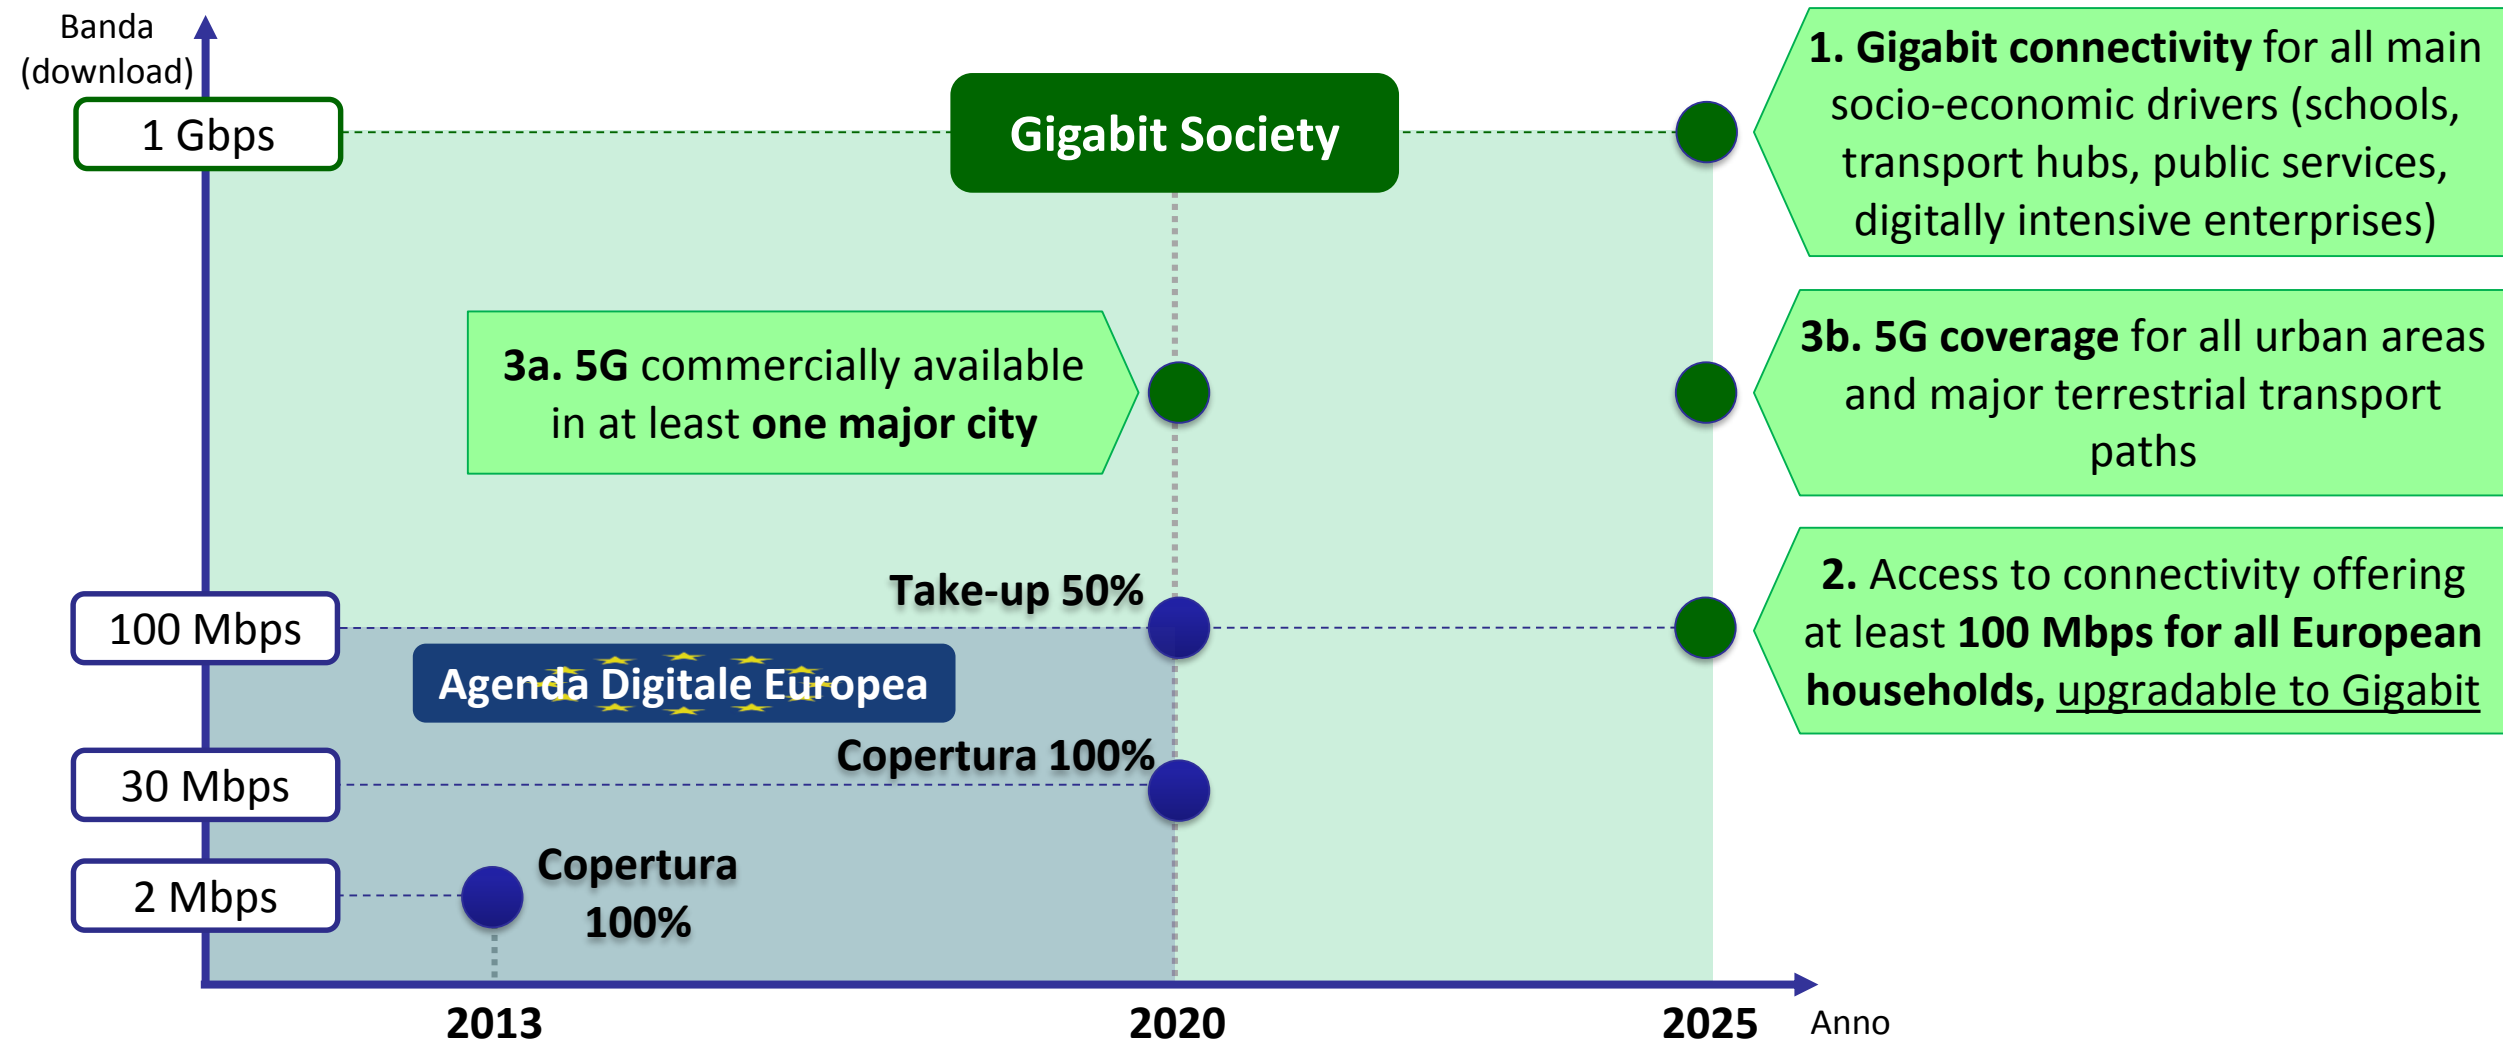 Banda
(download)
1 Gbps
Gigabit Society
1. Gigabit connectivity for all main
socio-economic drivers (schools,
transport hubs, public services,
digitally intensive enterprises)
3a. 5G commercially available
in at least one major city
3b. 5G coverage for all urban areas
and major terrestrial transport
paths
Take-up 50%
100 Mbps
2. Access to connectivity offering
at least 100 Mbps for all European
households, upgradable to Gigabit
Agenda Digitale Europea
Copertura 100%
30 Mbps
Copertura
100%
2 Mbps
2013
2020
2025
Anno